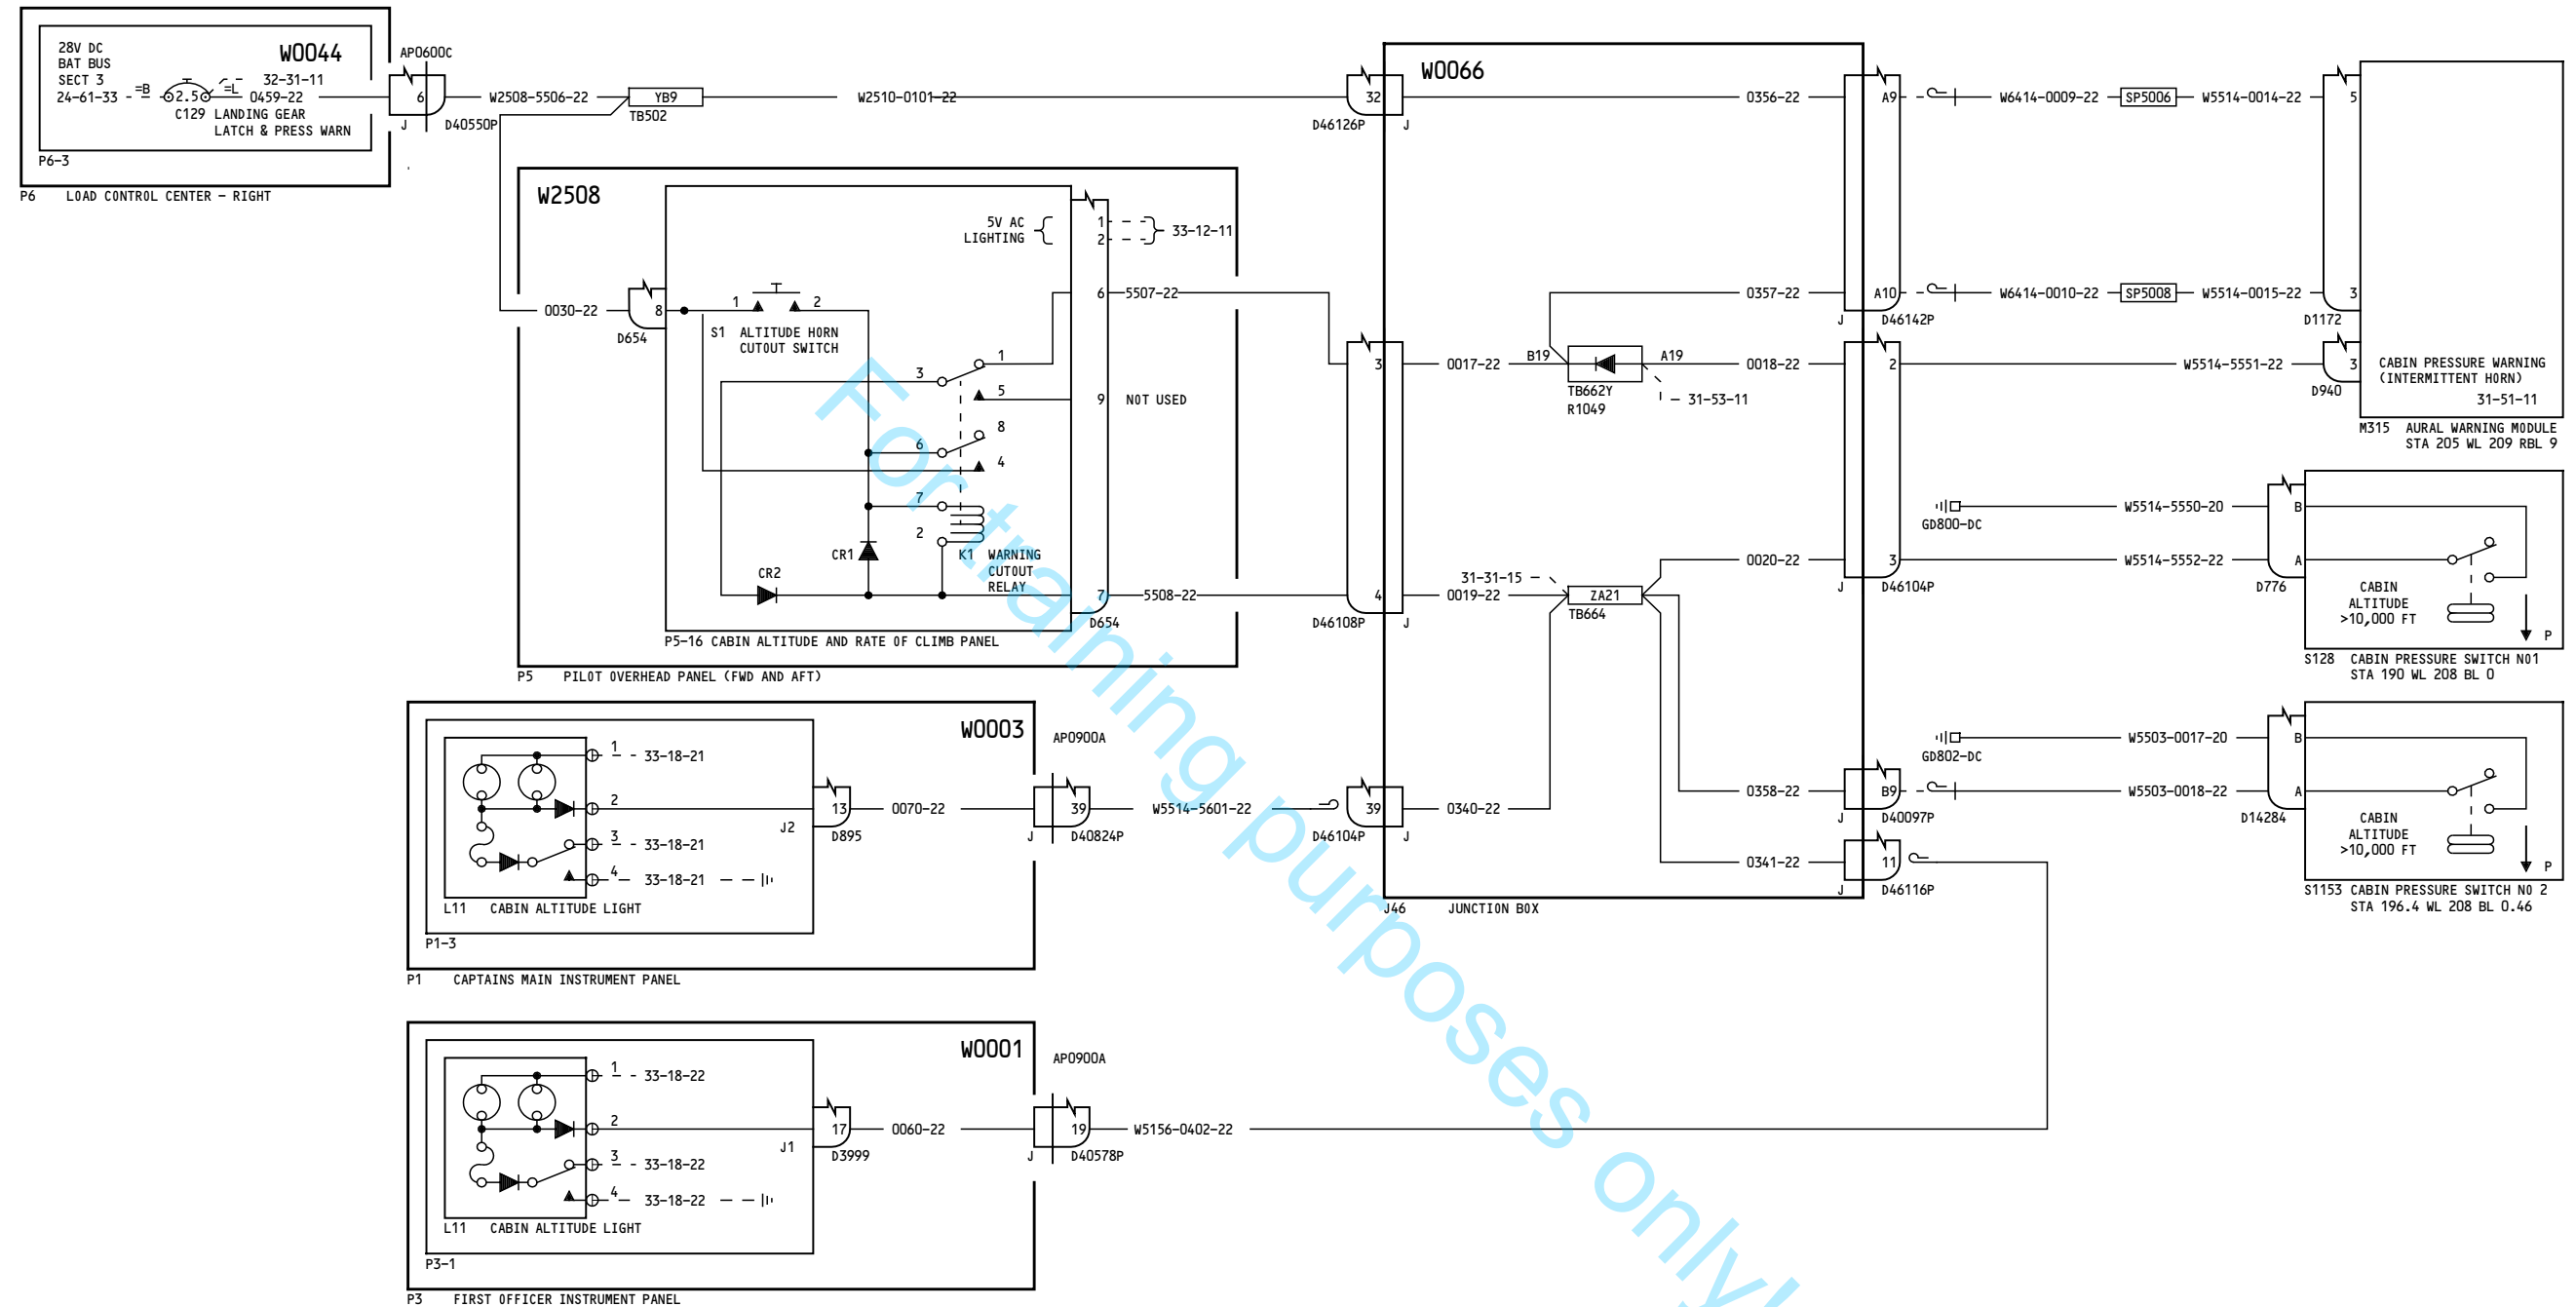 28V DC
BAT BUS
SECT 3
24-61-33
=B
2.5
=L
32-31-11
0459-22
C129 LANDING GEAR
LATCH & PRESS WARN
W0044
P6-3
P6 LOAD CONTROL CENTER - RIGHT
AP0600C
6
J
D40550P
W2508-5506-22
YB9
TB502
W2510-0101-22
32
D46126P
J
W0066
0356-22
A9
W6414-0009-22
SP5006
W5514-0014-22
5
W2508
5V AC
LIGHTING
1
2
33-12-11
0030-22
8
D654
1
2
S1 ALTITUDE HORN
CUTOUT SWITCH
6
5507-22
3
1
5
9
NOT USED
6
8
4
7
2
CR1
K1 WARNING
CUTOUT
RELAY
CR2
7
5508-22
D654
P5-16 CABIN ALTITUDE AND RATE OF CLIMB PANEL
P5 PILOT OVERHEAD PANEL (FWD AND AFT)
0357-22
A10
W6414-0010-22
SP5008
W5514-0015-22
3
J
D46142P
D1172
3
0017-22
B19
A19
TB662Y
R1049
31-53-11
0018-22
2
W5514-5551-22
3
D940
CABIN PRESSURE WARNING
(INTERMITTENT HORN)
31-51-11
M315 AURAL WARNING MODULE
STA 205 WL 209 RBL 9
GD800-DC
W5514-5550-20
B
31-31-15
4
0019-22
ZA21
TB664
D46108P
J
0020-22
3
J
D46104P
W5514-5552-22
A
D776
CABIN
ALTITUDE
>10,000 FT
P
S128 CABIN PRESSURE SWITCH NO1
STA 190 WL 208 BL 0
W0003
AP0900A
1
33-18-21
2
3
33-18-21
4
33-18-21
L11 CABIN ALTITUDE LIGHT
P1-3
P1 CAPTAINS MAIN INSTRUMENT PANEL
J2
13
D895
0070-22
39
J
D40824P
W5514-5601-22
39
D46104P
J
0340-22
0358-22
B9
J
D40097P
0341-22
11
J
D46116P
J46 JUNCTION BOX
GD802-DC
W5503-0017-20
B
W5503-0018-22
A
D14284
CABIN
ALTITUDE
>10,000 FT
P
S1153 CABIN PRESSURE SWITCH NO 2
STA 196.4 WL 208 BL 0.46
W0001
AP0900A
1
33-18-22
2
3
33-18-22
4
33-18-22
L11 CABIN ALTITUDE LIGHT
P3-1
P3 FIRST OFFICER INSTRUMENT PANEL
J1
17
D3999
0060-22
19
J
D40578P
W5156-0402-22
For training purposes only!